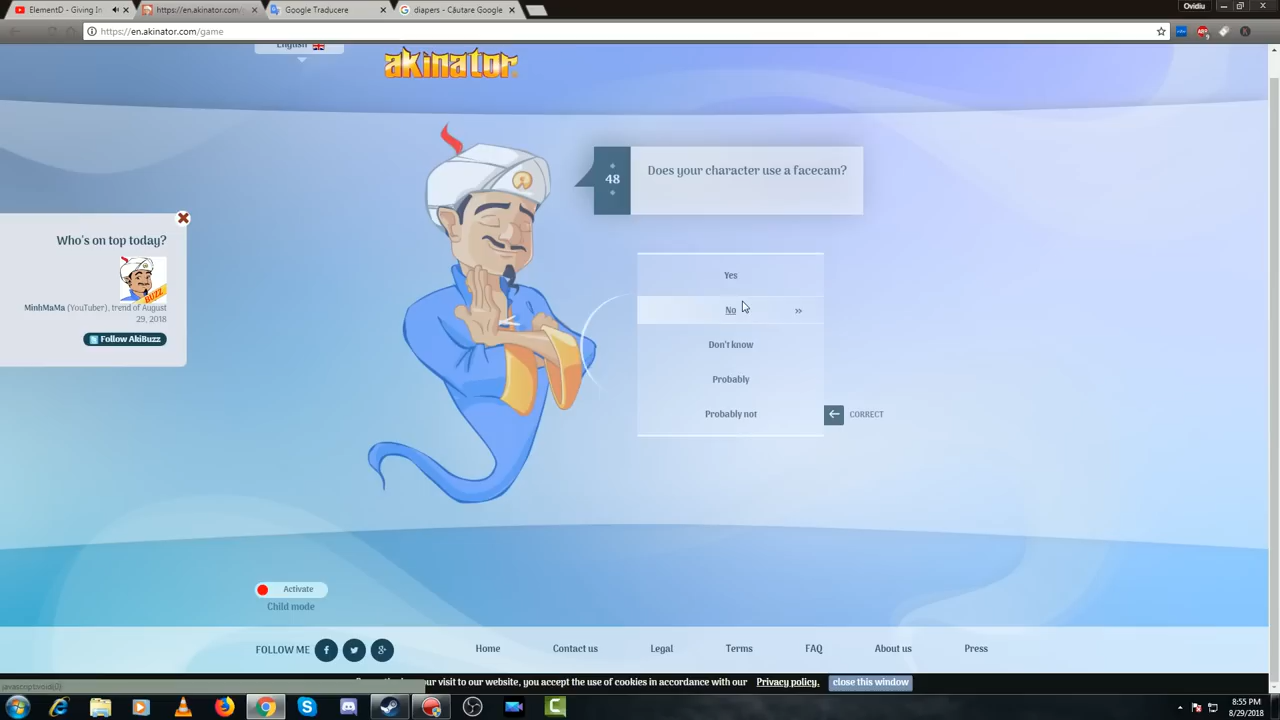 ElementD - Giving In
https://en.akinator.com/
Google Traducere
diapers - Căutare Google
Ovidiu
https://en.akinator.com/game
English
akinator
48
Does your character use a facecam?
Who's on top today?
BUZZ
MinhMaMa (YouTuber), trend of August
29, 2018
Follow AkiBuzz
Yes
No
Don't know
Probably
Probably not
CORRECT
Activate
Child mode
FOLLOW ME
Home
Contact us
Legal
Terms
FAQ
About us
Press
javascript:void(0)
your visit to our website, you accept the use of cookies in accordance with our Privacy policy. close this window
8:55 PM
8/29/2018